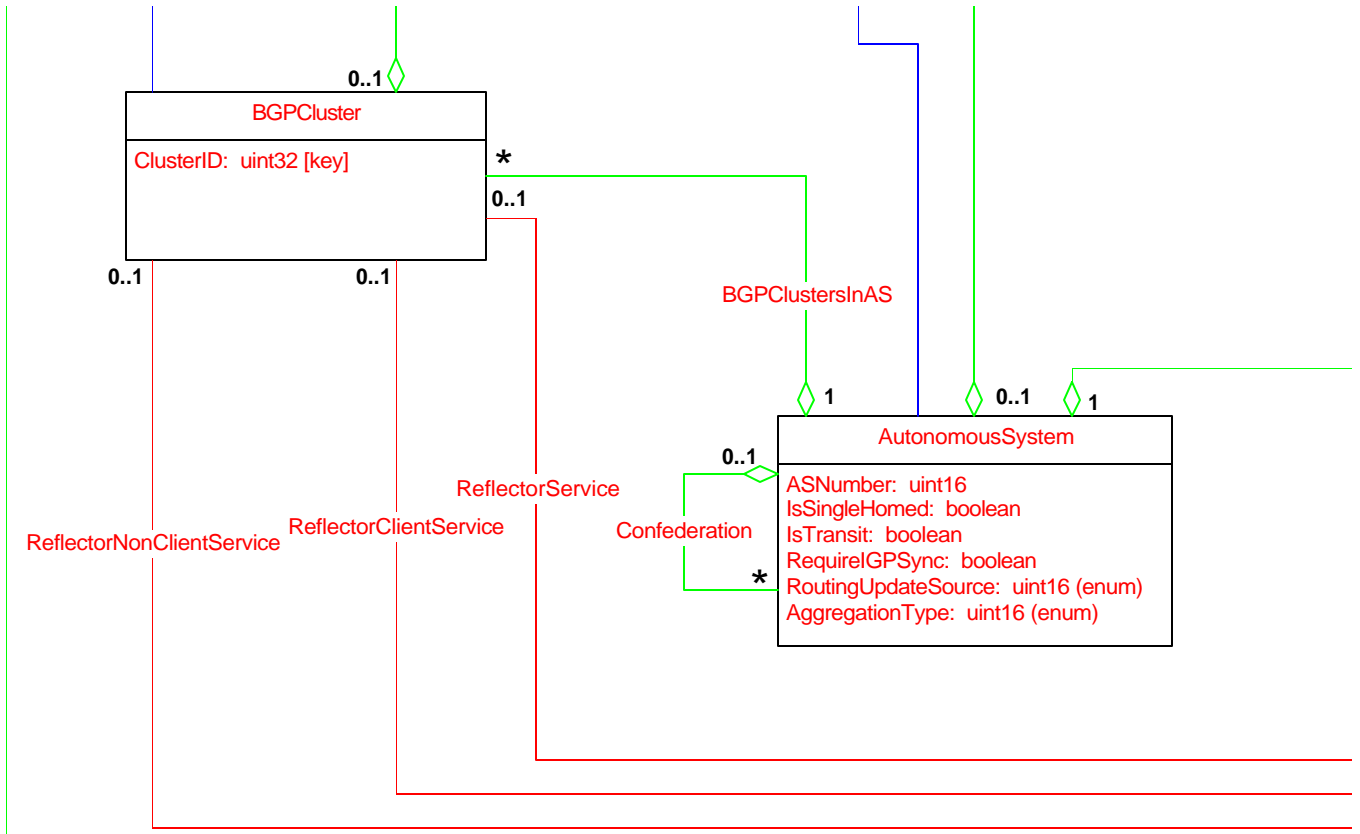 0..1
BGPCluster
ClusterID: uint32 [key]
*
0..1
0..1
0..1
BGPClustersInAS
1
0..1
1
AutonomousSystem
0..1
ASNumber: uint16
IsSingleHomed: boolean
IsTransit: boolean
RequireIGPSync: boolean
RoutingUpdateSource: uint16 (enum)
AggregationType: uint16 (enum)
ReflectorService
Confederation
ReflectorClientService
ReflectorNonClientService
*